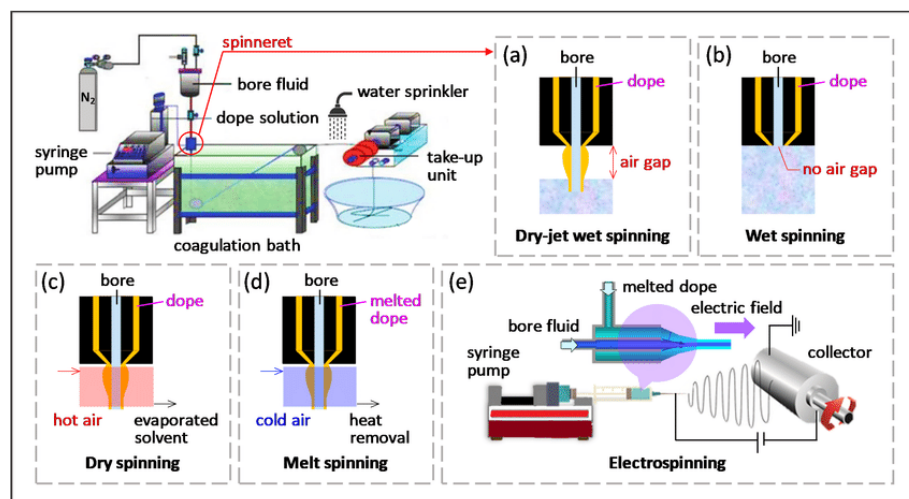 spinneret
bore fluid
N2
dope solution
syringe
pump
water sprinkler
take-up
unit
coagulation bath
(a)
bore
dope
air gap
Dry-jet wet spinning
(b)
bore
dope
no air gap
Wet spinning
(c)
bore
dope
hot air
evaporated
solvent
Dry spinning
(d)
bore
melted
dope
cold air
heat
removal
Melt spinning
(e)
melted dope
electric field
bore fluid
syringe
pump
collector
Electrospinning